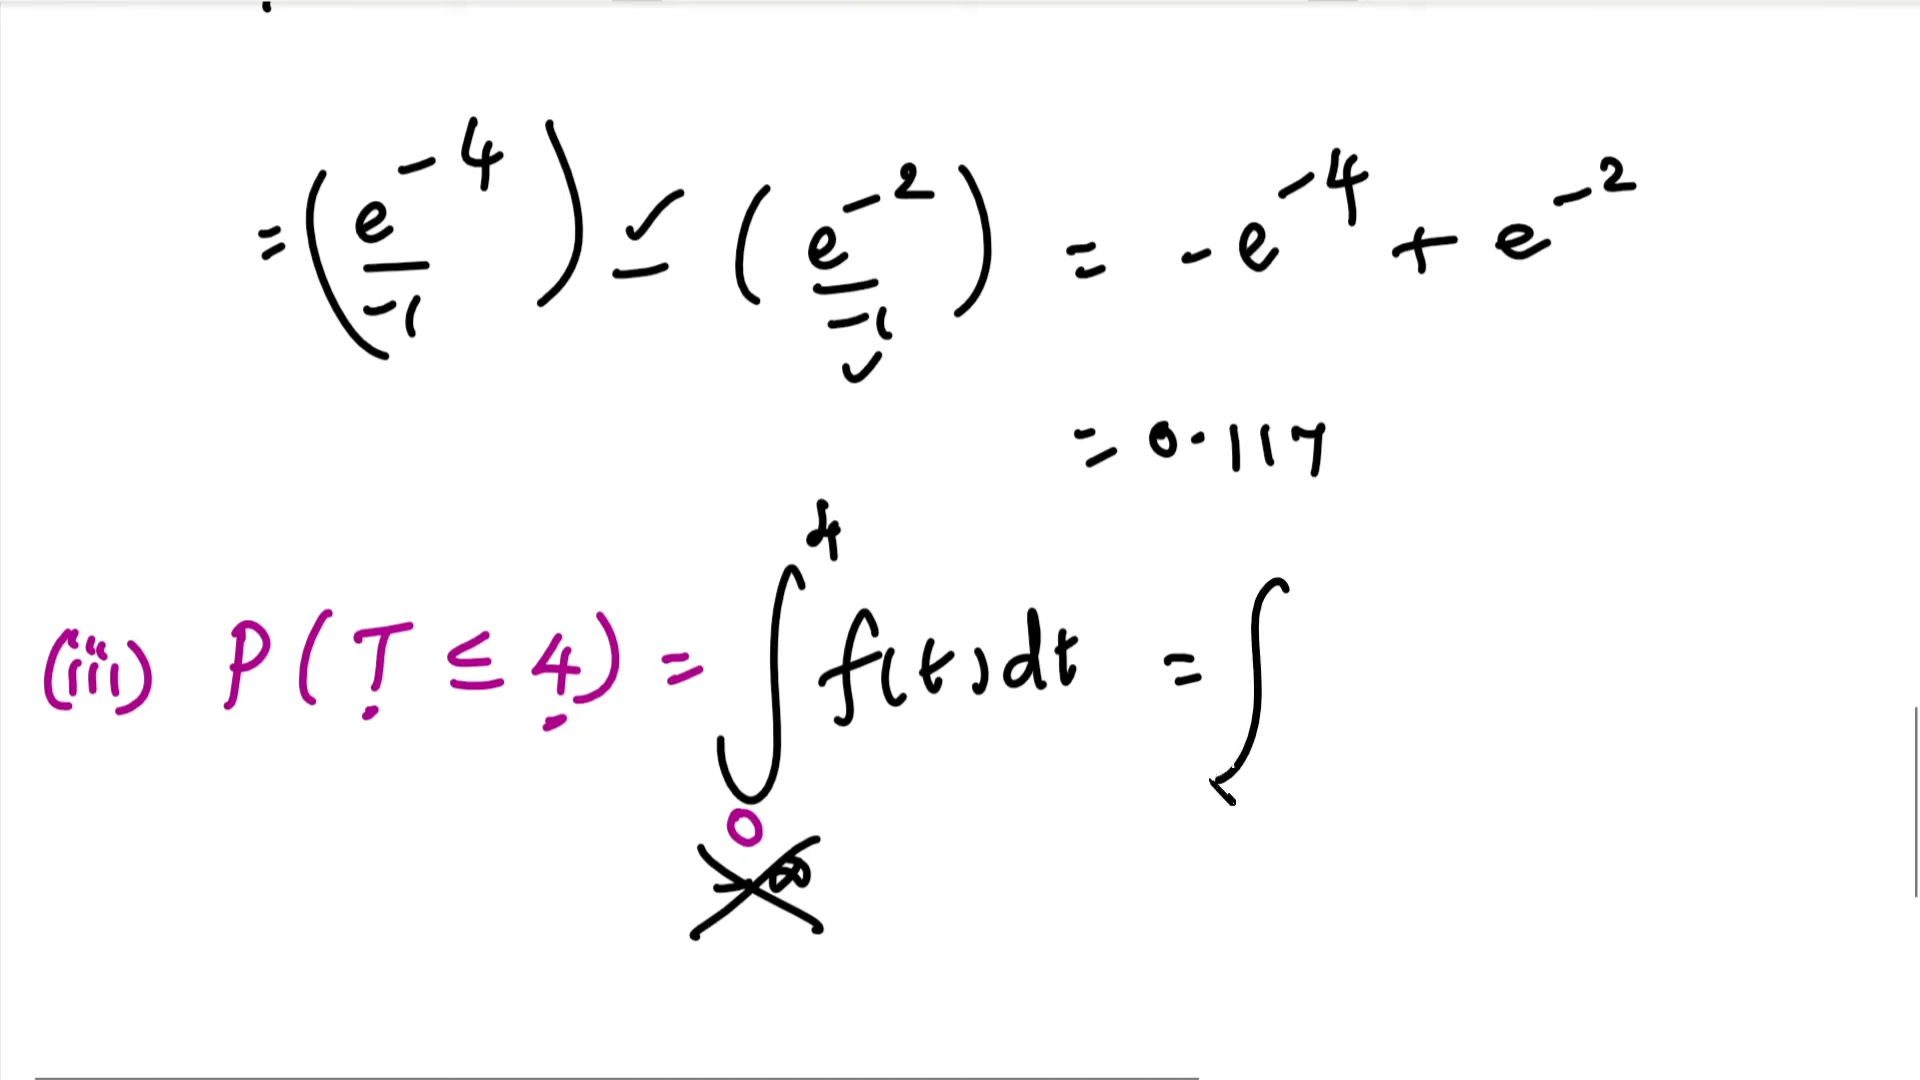 = (e^-4 / -1) - (e^-2 / -1) = -e^-4 + e^-2
= 0.117
(iii) P(T ≤ 4) = ∫_0^4 f(t)dt = ∫
-∞